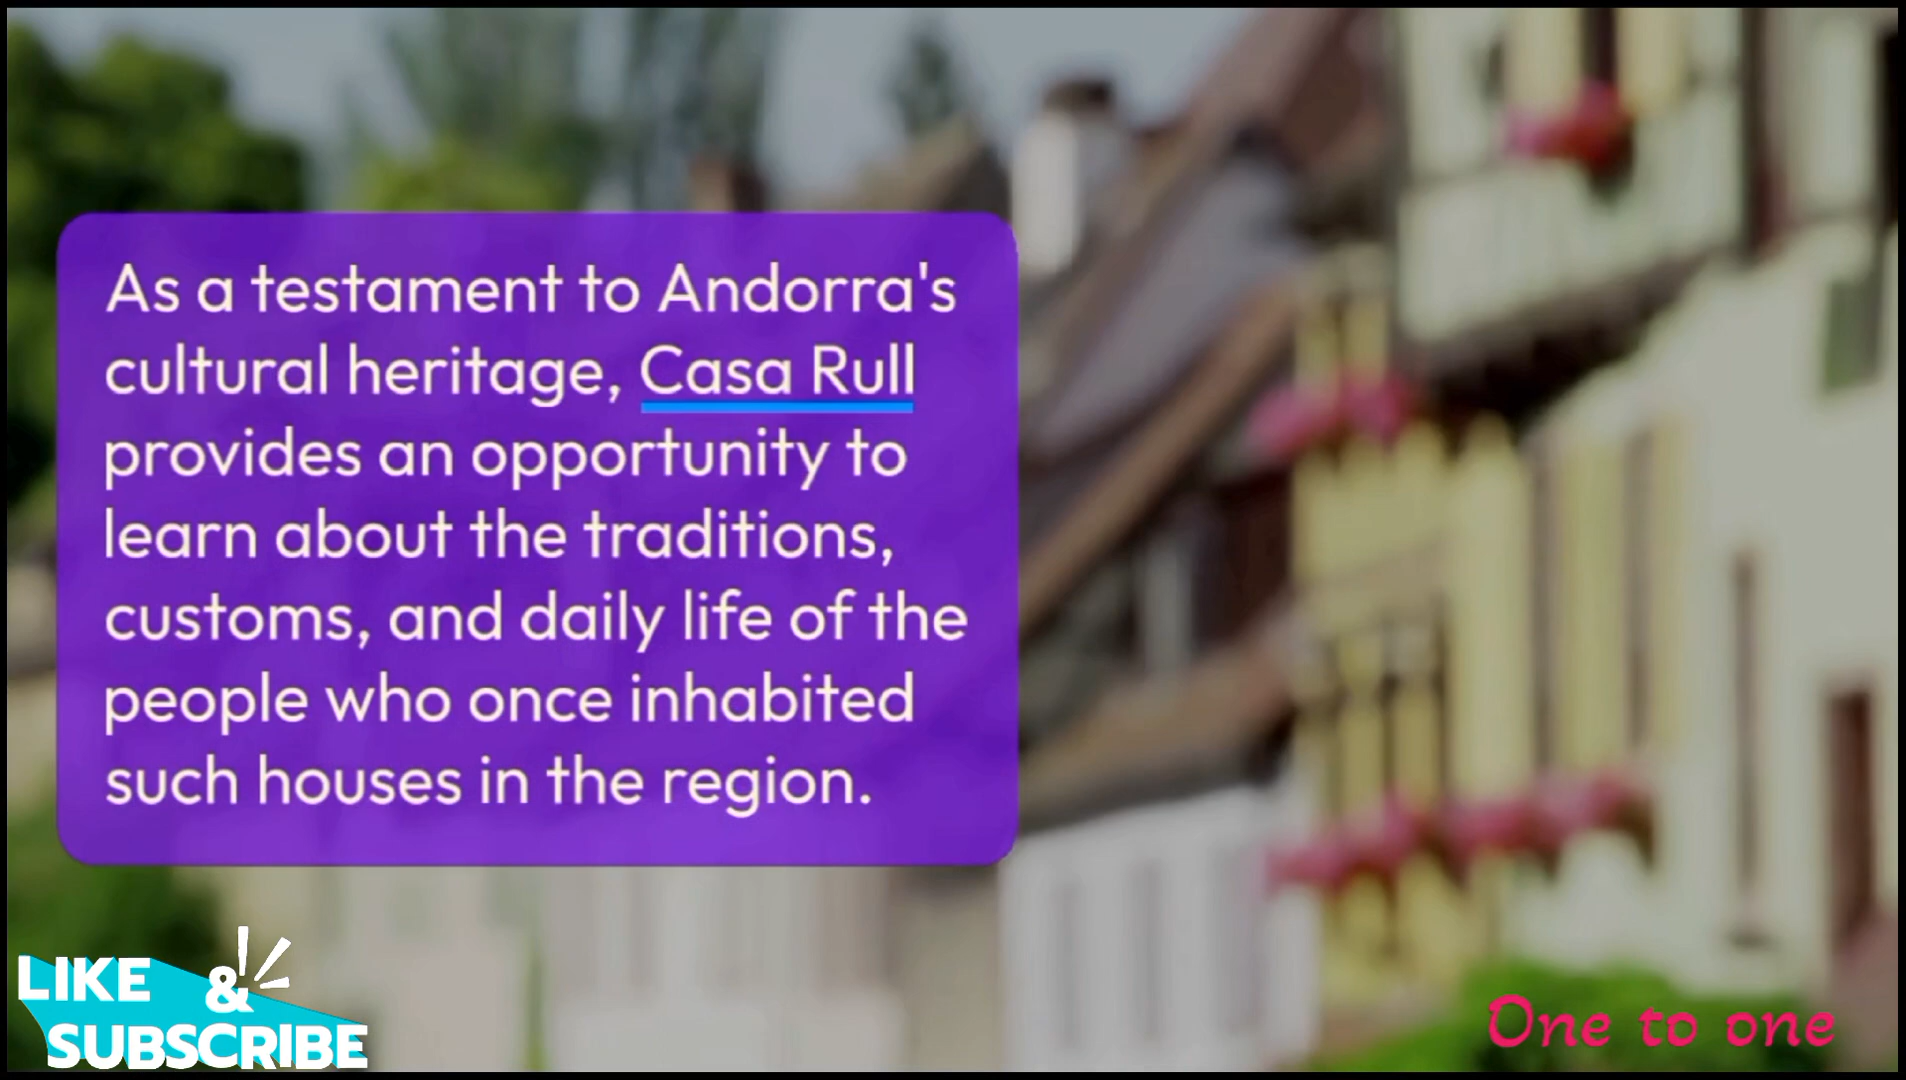 As a testament to Andorra's
cultural heritage, Casa Rull
provides an opportunity to
learn about the traditions,
customs, and daily life of the
people who once inhabited
such houses in the region.
LIKE &
SUBSCRIBE
One to one